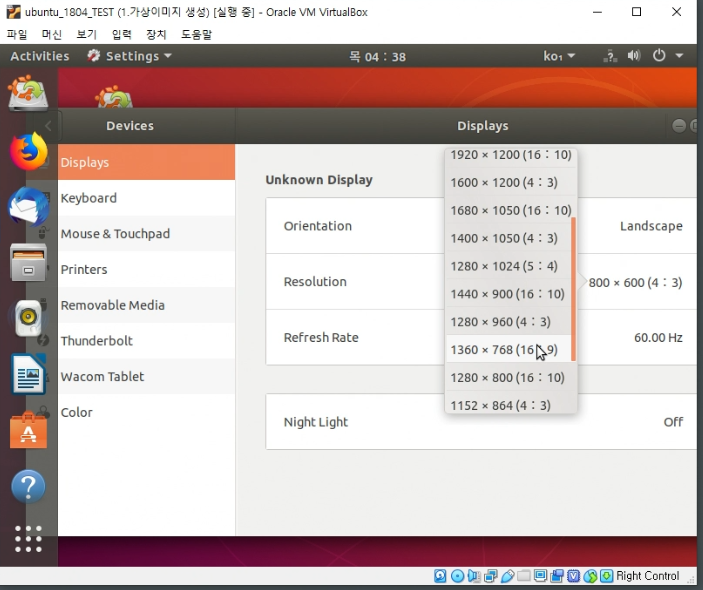 ubuntu_1804_TEST (1.가상이미지 생성) [실행 중] - Oracle VM VirtualBox
파일 머신 보기 입력 장치 도움말
Activities Settings 목 04 : 38 ko₁
Devices Displays
Displays
Keyboard
Mouse & Touchpad
Printers
Removable Media
Thunderbolt
Wacom Tablet
Color
Unknown Display
Orientation Landscape
Resolution 800 × 600 (4 : 3)
Refresh Rate 60.00 Hz
Night Light Off
1920 × 1200 (16 : 10)
1600 × 1200 (4 : 3)
1680 × 1050 (16 : 10)
1400 × 1050 (4 : 3)
1280 × 1024 (5 : 4)
1440 × 900 (16 : 10)
1280 × 960 (4 : 3)
1360 × 768 (16 : 9)
1280 × 800 (16 : 10)
1152 × 864 (4 : 3)
Right Control